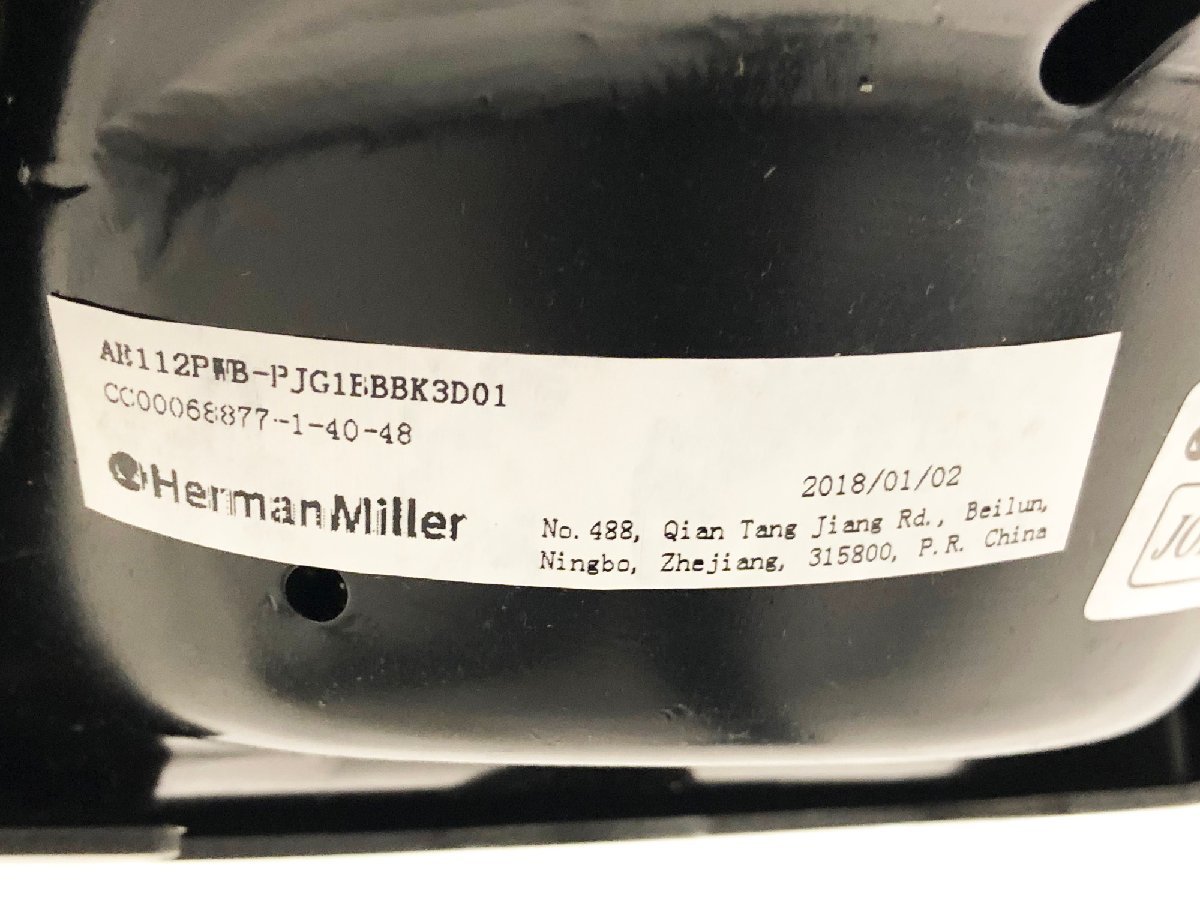 AE112PWB-PJG1BBBK3D01
CC00068877-1-40-48
HermanMiller
2018/01/02
No. 488, Qian Tang Jiang Rd., Beilun,
Ningbo, Zhejiang, 315800, P.R. China